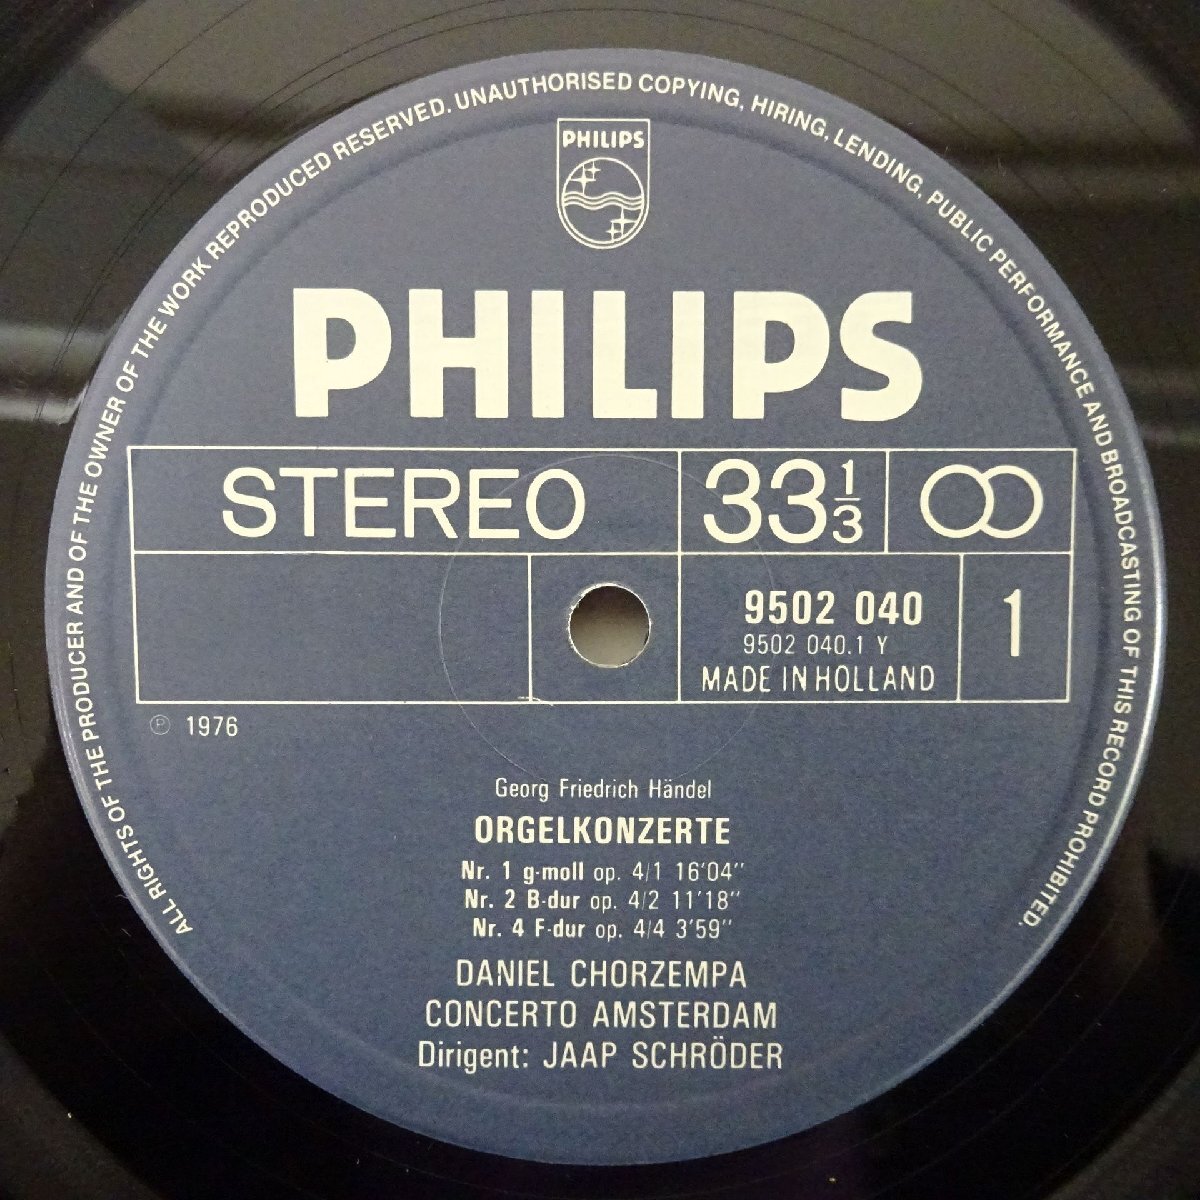 ALL RIGHTS OF THE PRODUCER AND OF THE OWNER OF THE WORK REPRODUCED RESERVED. UNAUTHORISED COPYING, HIRING, LENDING, PUBLIC PERFORMANCE AND BROADCASTING OF THIS RECORD PROHIBITED.
PHILIPS
PHILIPS
STEREO 33 1/3
9502 040 1
9502 040.1 Y
MADE IN HOLLAND
℗ 1976
Georg Friedrich Händel
ORGELKONZERTE
Nr. 1 g-moll op. 4/1 16'04''
Nr. 2 B-dur op. 4/2 11'18''
Nr. 4 F-dur op. 4/4 3'59''
DANIEL CHORZEMPA
CONCERTO AMSTERDAM
Dirigent: JAAP SCHRÖDER